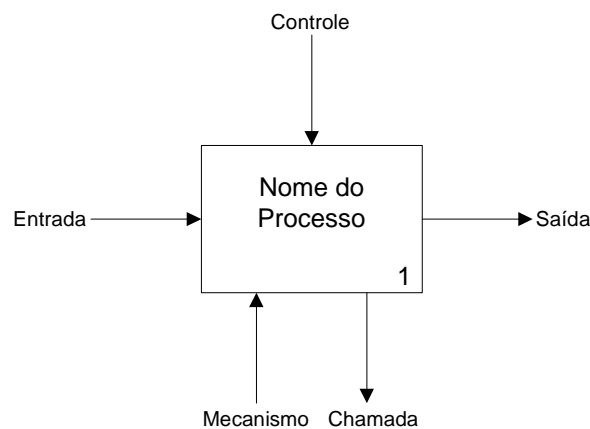 Controle
Nome do
Processo
Entrada
Saída
1
Mecanismo
Chamada